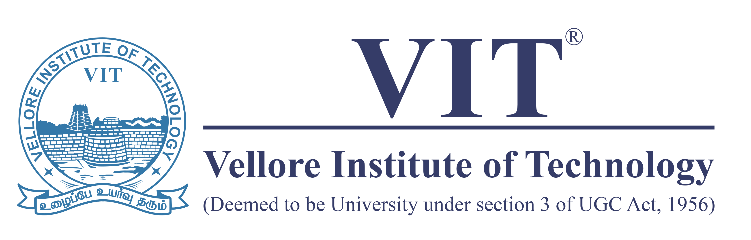 VELLORE INSTITUTE OF TECHNOLOGY
VIT
உழைப்பே உயர்வு தரும்
VIT®
Vellore Institute of Technology
(Deemed to be University under section 3 of UGC Act, 1956)